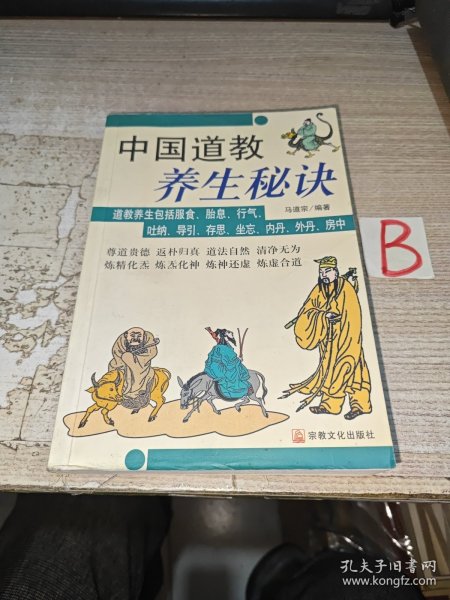 中国道教
养生秘诀
马道宗/编著
道教养生包括服食、胎息、行气、
吐纳、导引、存思、坐忘、内丹、外丹、房中
尊道贵德 返朴归真 道法自然 清净无为
炼精化炁 炼炁化神 炼神还虚 炼虚合道
宗教文化出版社
B
孔夫子旧书网
www.kongfz.com